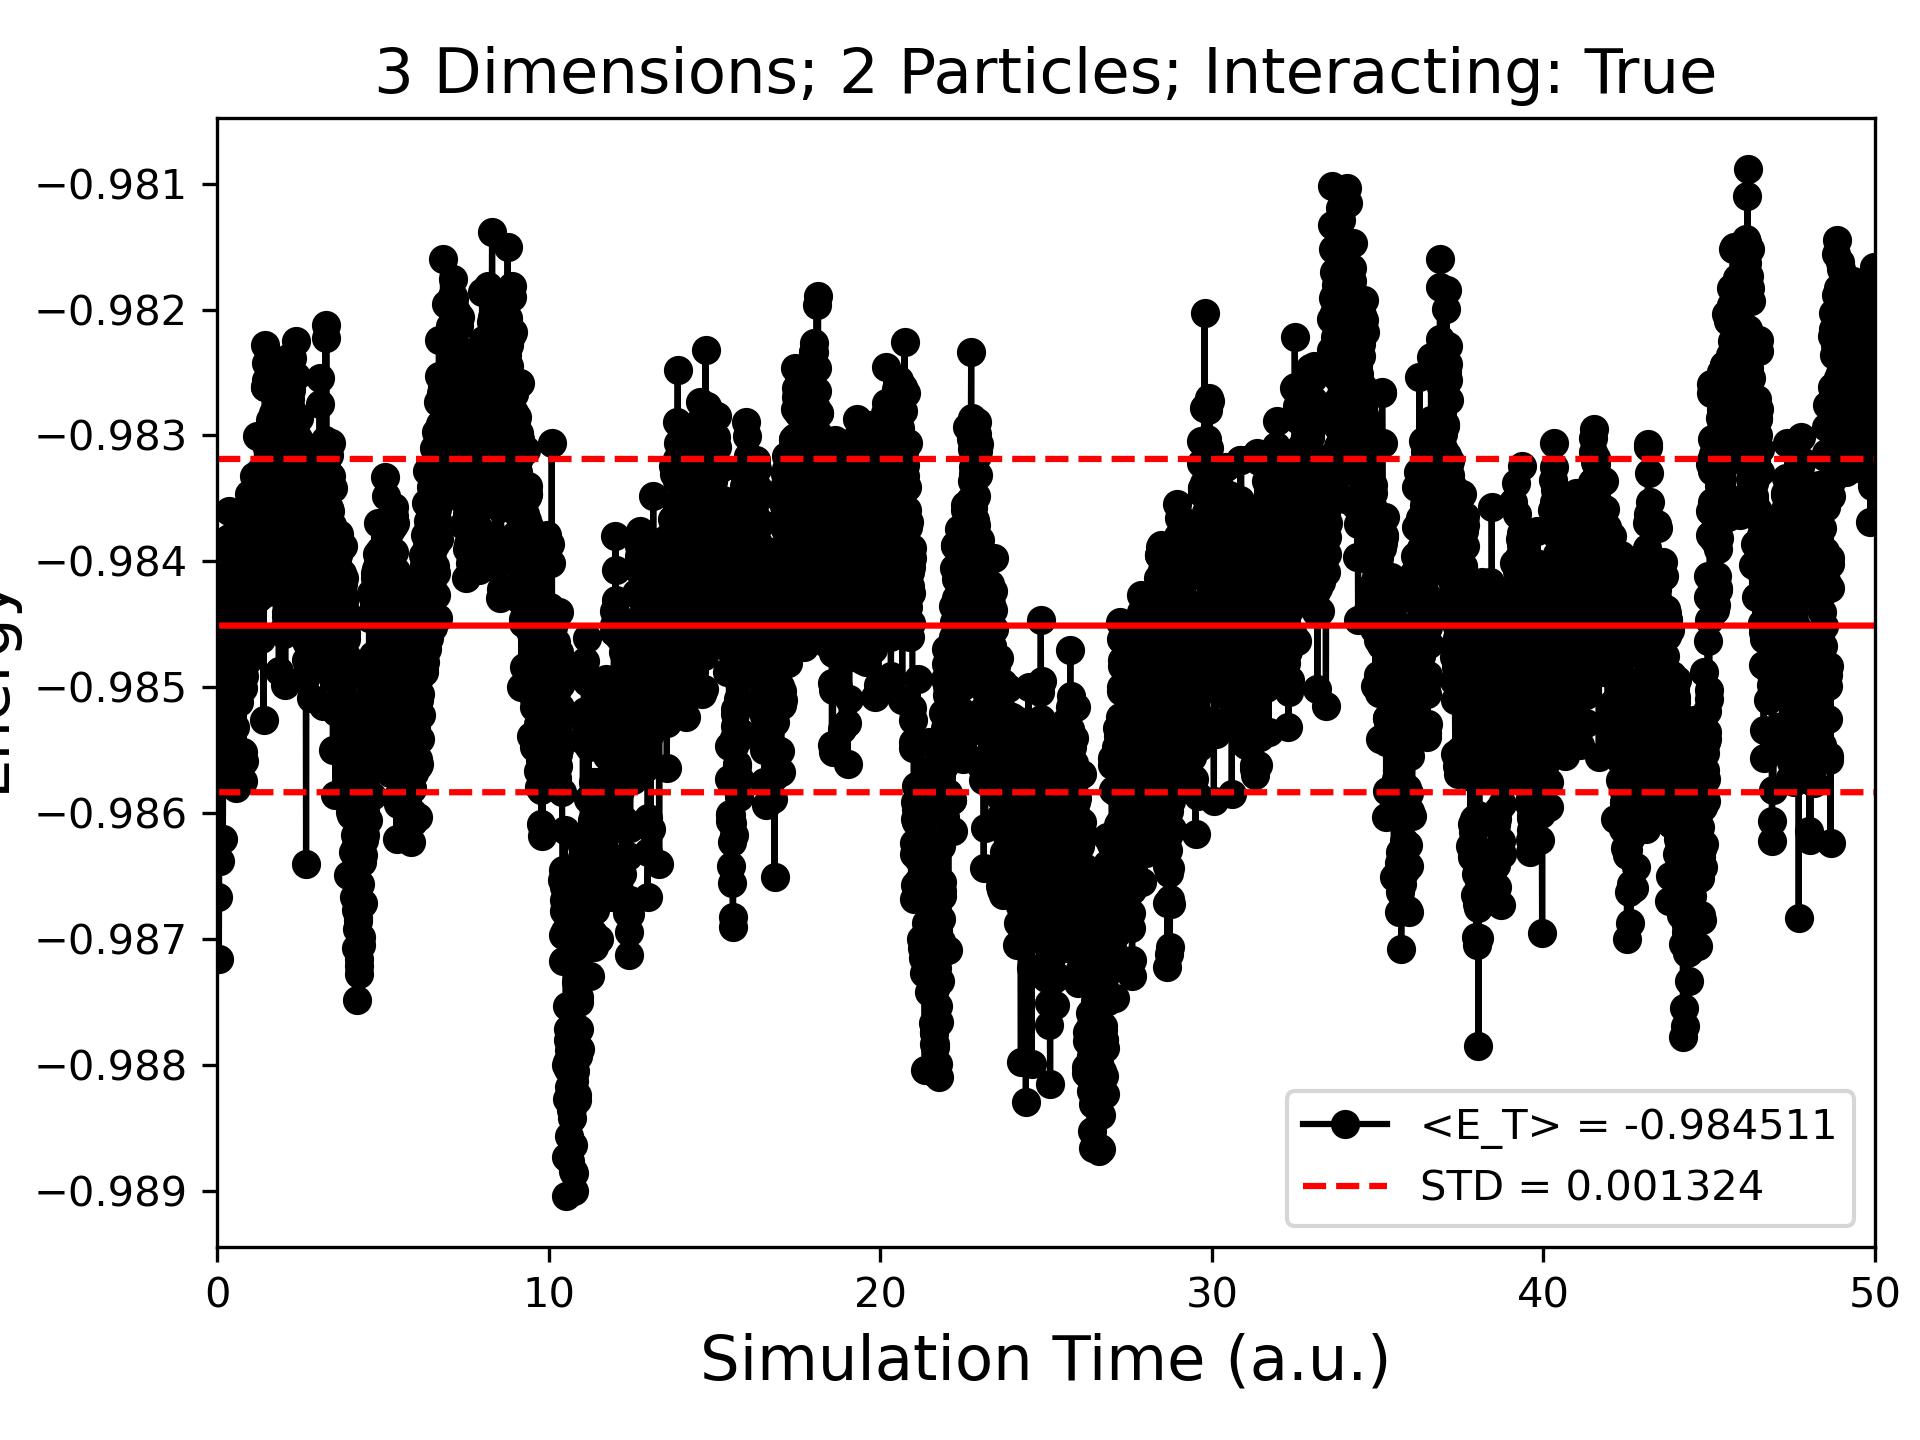 3 Dimensions; 2 Particles; Interacting: True
Energy
−0.981
−0.982
−0.983
−0.984
−0.985
−0.986
−0.987
−0.988
−0.989
<E_T> = -0.984511
STD = 0.001324
0 10 20 30 40 50
Simulation Time (a.u.)